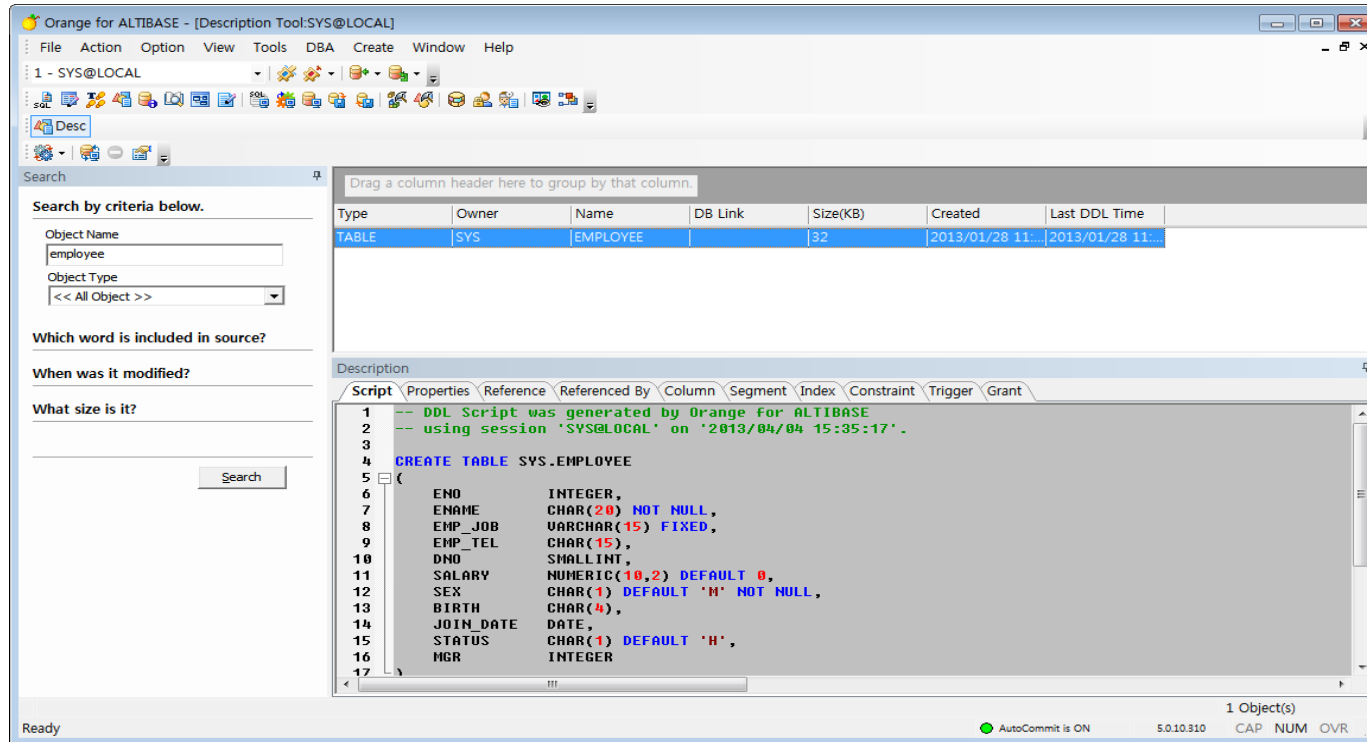 Orange for ALTIBASE - [Description Tool:SYS@LOCAL]
File Action Option View Tools DBA Create Window Help
1 - SYS@LOCAL
SQL
Desc
Search
Search by criteria below.
Object Name
employee
Object Type
<< All Object >>
Which word is included in source?
When was it modified?
What size is it?
Search
Drag a column header here to group by that column.
Type Owner Name DB Link Size(KB) Created Last DDL Time
TABLE SYS EMPLOYEE 32 2013/01/28 11:... 2013/01/28 11:...
Description
Script Properties Reference Referenced By Column Segment Index Constraint Trigger Grant
1 -- DDL Script was generated by Orange for ALTIBASE
2 -- using session 'SYS@LOCAL' on '2013/04/04 15:35:17'.
3
4 CREATE TABLE SYS.EMPLOYEE
5 (
6 ENO INTEGER,
7 ENAME CHAR(20) NOT NULL,
8 EMP_JOB VARCHAR(15) FIXED,
9 EMP_TEL CHAR(15),
10 DNO SMALLINT,
11 SALARY NUMERIC(10,2) DEFAULT 0,
12 SEX CHAR(1) DEFAULT 'M' NOT NULL,
13 BIRTH CHAR(4),
14 JOIN_DATE DATE,
15 STATUS CHAR(1) DEFAULT 'H',
16 MGR INTEGER
17 )
1 Object(s)
Ready AutoCommit is ON 5.0.10.310 CAP NUM OVR